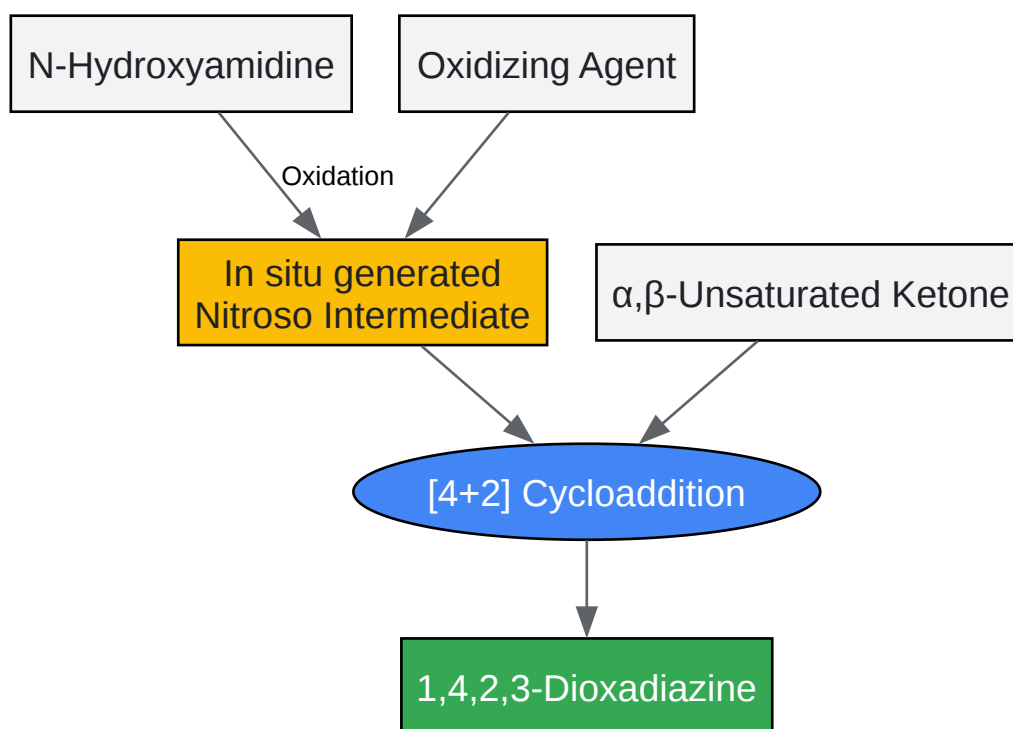 N-Hydroxyamidine
Oxidizing Agent
Oxidation
In situ generated
Nitroso Intermediate
α,β-Unsaturated Ketone
[4+2] Cycloaddition
1,4,2,3-Dioxadiazine